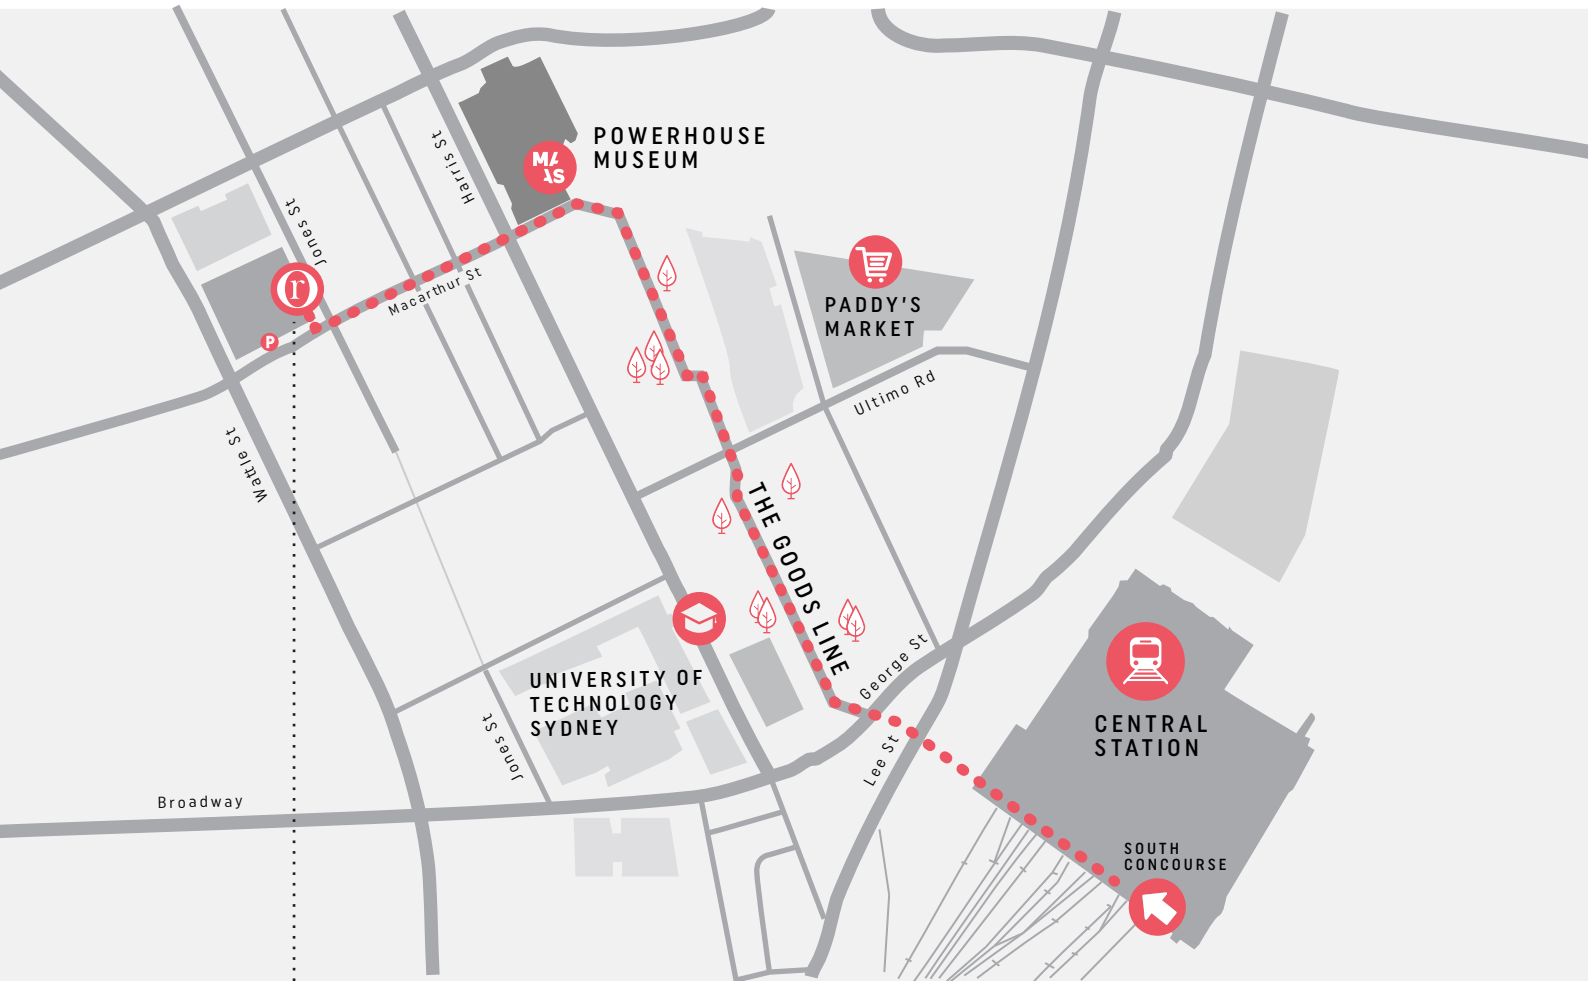 POWERHOUSE
MUSEUM
MA
AS
Harris St
Jones St
r
Macarthur St
P
PADDY'S
MARKET
Ultimo Rd
Wattle St
THE GOODS LINE
George St
UNIVERSITY OF
TECHNOLOGY
SYDNEY
Jones St
Lee St
CENTRAL
STATION
Broadway
SOUTH
CONCOURSE